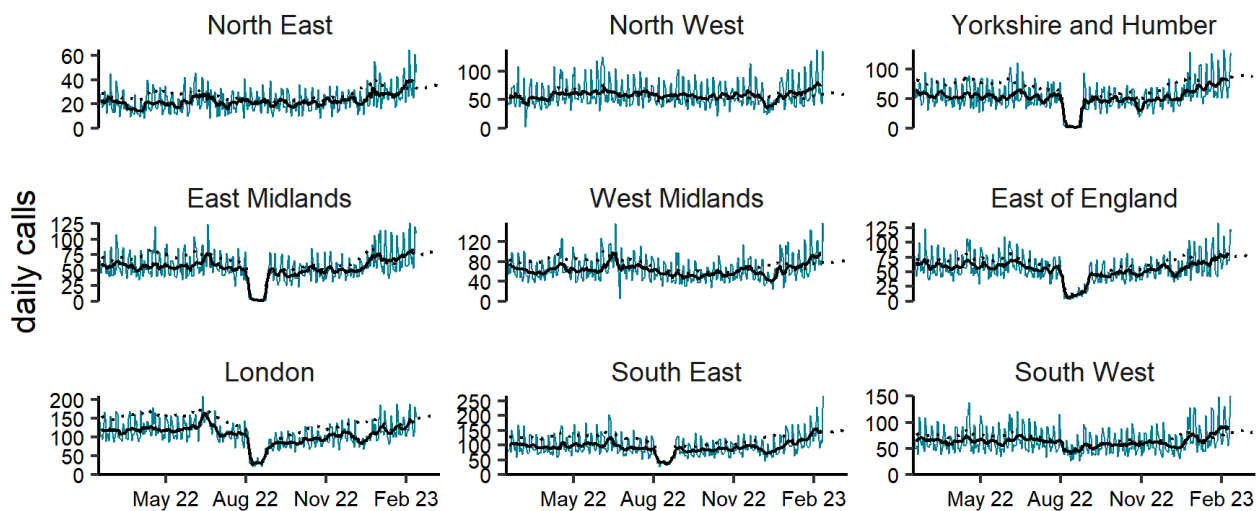 North East North West Yorkshire and Humber
60 40 20 0
100 50 0
100 50 0
East Midlands West Midlands East of England
125 100 75 50 25 0
120 80 40 0
125 100 75 50 25 0
daily calls
London South East South West
200 150 100 50 0
250 200 150 100 50 0
150 100 50 0
May 22 Aug 22 Nov 22 Feb 23 May 22 Aug 22 Nov 22 Feb 23 May 22 Aug 22 Nov 22 Feb 23